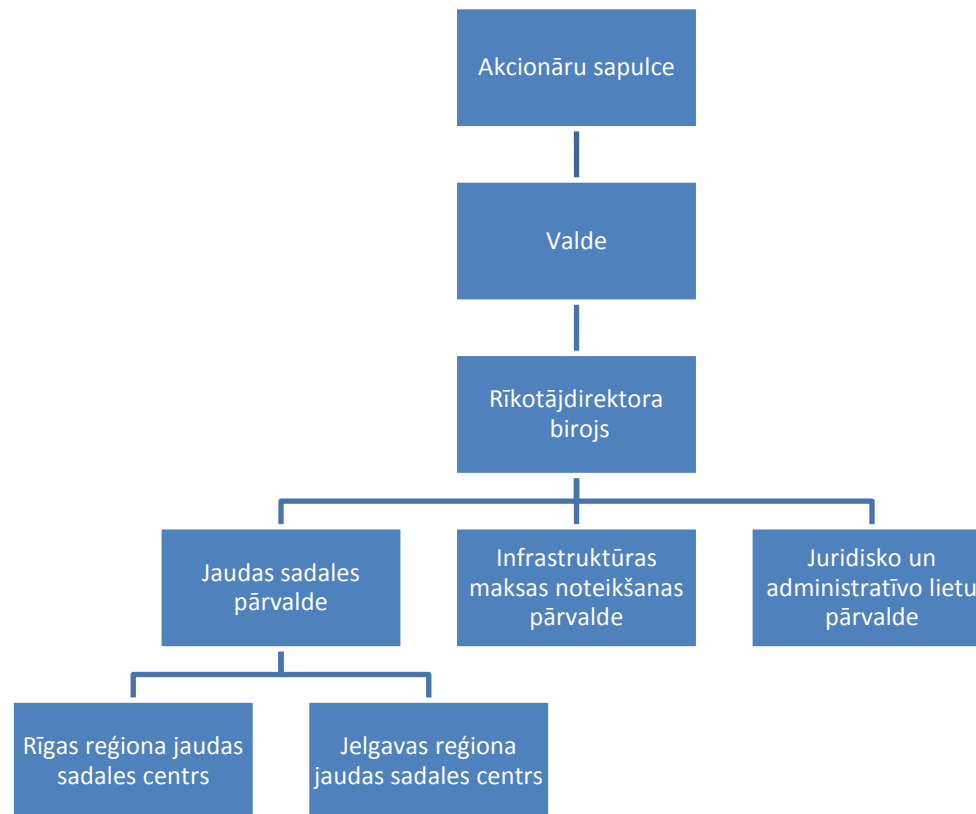 Akcionāru sapulce
Valde
Rīkotājdirektora
birojs
Jaudas sadales
pārvalde
Infrastruktūras
maksas noteikšanas
pārvalde
Juridisko un
administratīvo lietu
pārvalde
Rīgas reģiona jaudas
sadales centrs
Jelgavas reģiona
jaudas sadales centrs